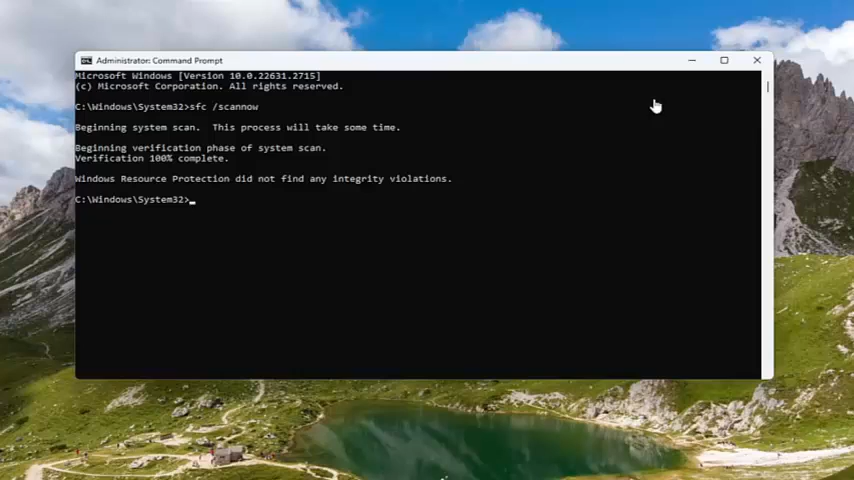 Administrator: Command Prompt
Microsoft Windows [Version 10.0.22631.2715]
(c) Microsoft Corporation. All rights reserved.
C:\Windows\System32>sfc /scannow
Beginning system scan.  This process will take some time.
Beginning verification phase of system scan.
Verification 100% complete.
Windows Resource Protection did not find any integrity violations.
C:\Windows\System32>